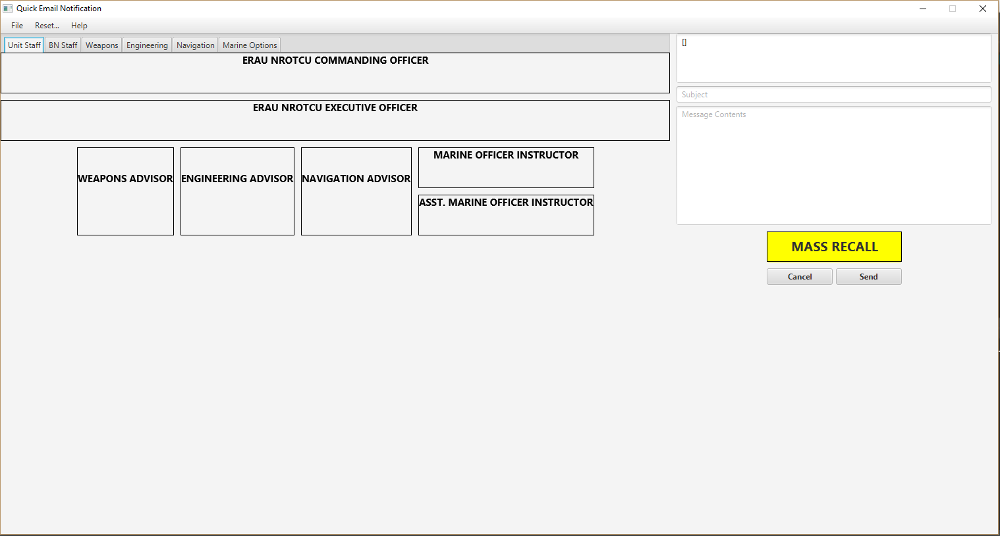 Quick Email Notification
File Reset... Help
Unit Staff BN Staff Weapons Engineering Navigation Marine Options
ERAU NROTCU COMMANDING OFFICER
ERAU NROTCU EXECUTIVE OFFICER
WEAPONS ADVISOR
ENGINEERING ADVISOR
NAVIGATION ADVISOR
MARINE OFFICER INSTRUCTOR
ASST. MARINE OFFICER INSTRUCTOR
[]
Subject
Message Contents
MASS RECALL
Cancel Send